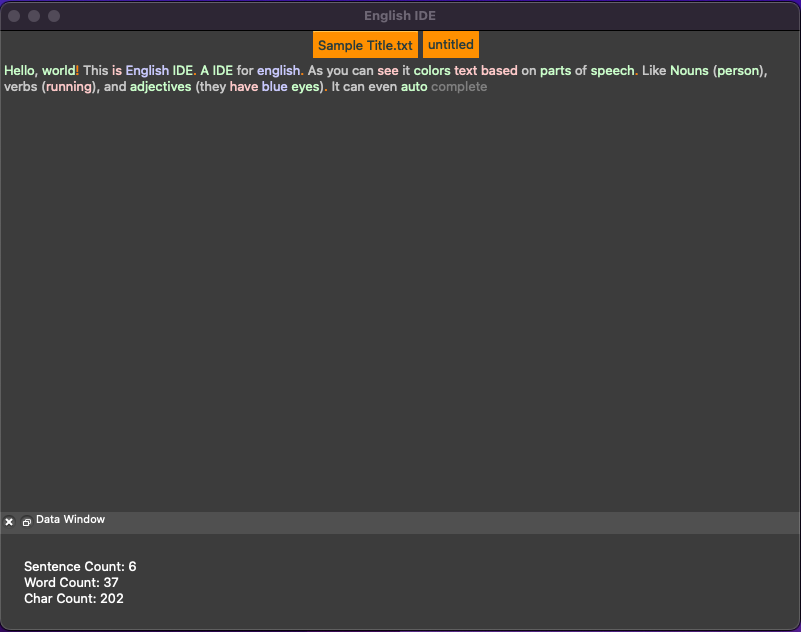 English IDE
Sample Title.txt untitled
Hello, world! This is English IDE. A IDE for english. As you can see it colors text based on parts of speech. Like Nouns (person),
verbs (running), and adjectives (they have blue eyes). It can even auto complete
Data Window
Sentence Count: 6
Word Count: 37
Char Count: 202